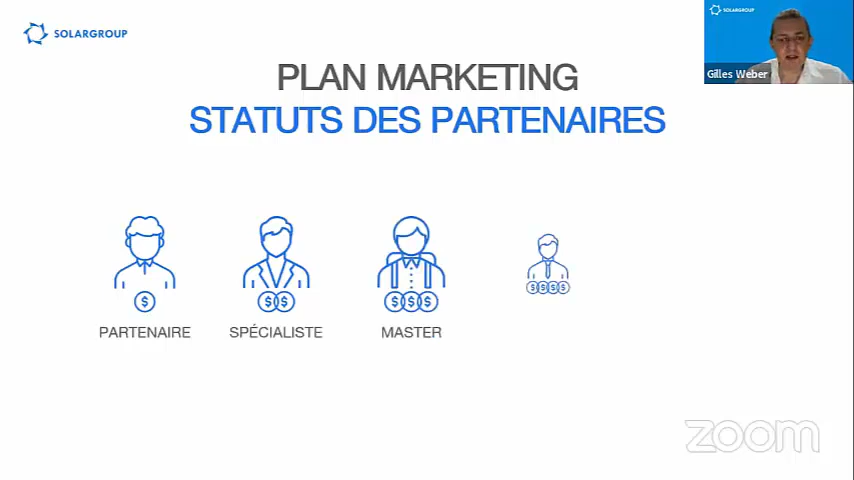 SOLARGROUP
SOLARGROUP
Gilles Weber
PLAN MARKETING
STATUTS DES PARTENAIRES
$ $$ $$$ $$$$
PARTENAIRE SPÉCIALISTE MASTER
zoom